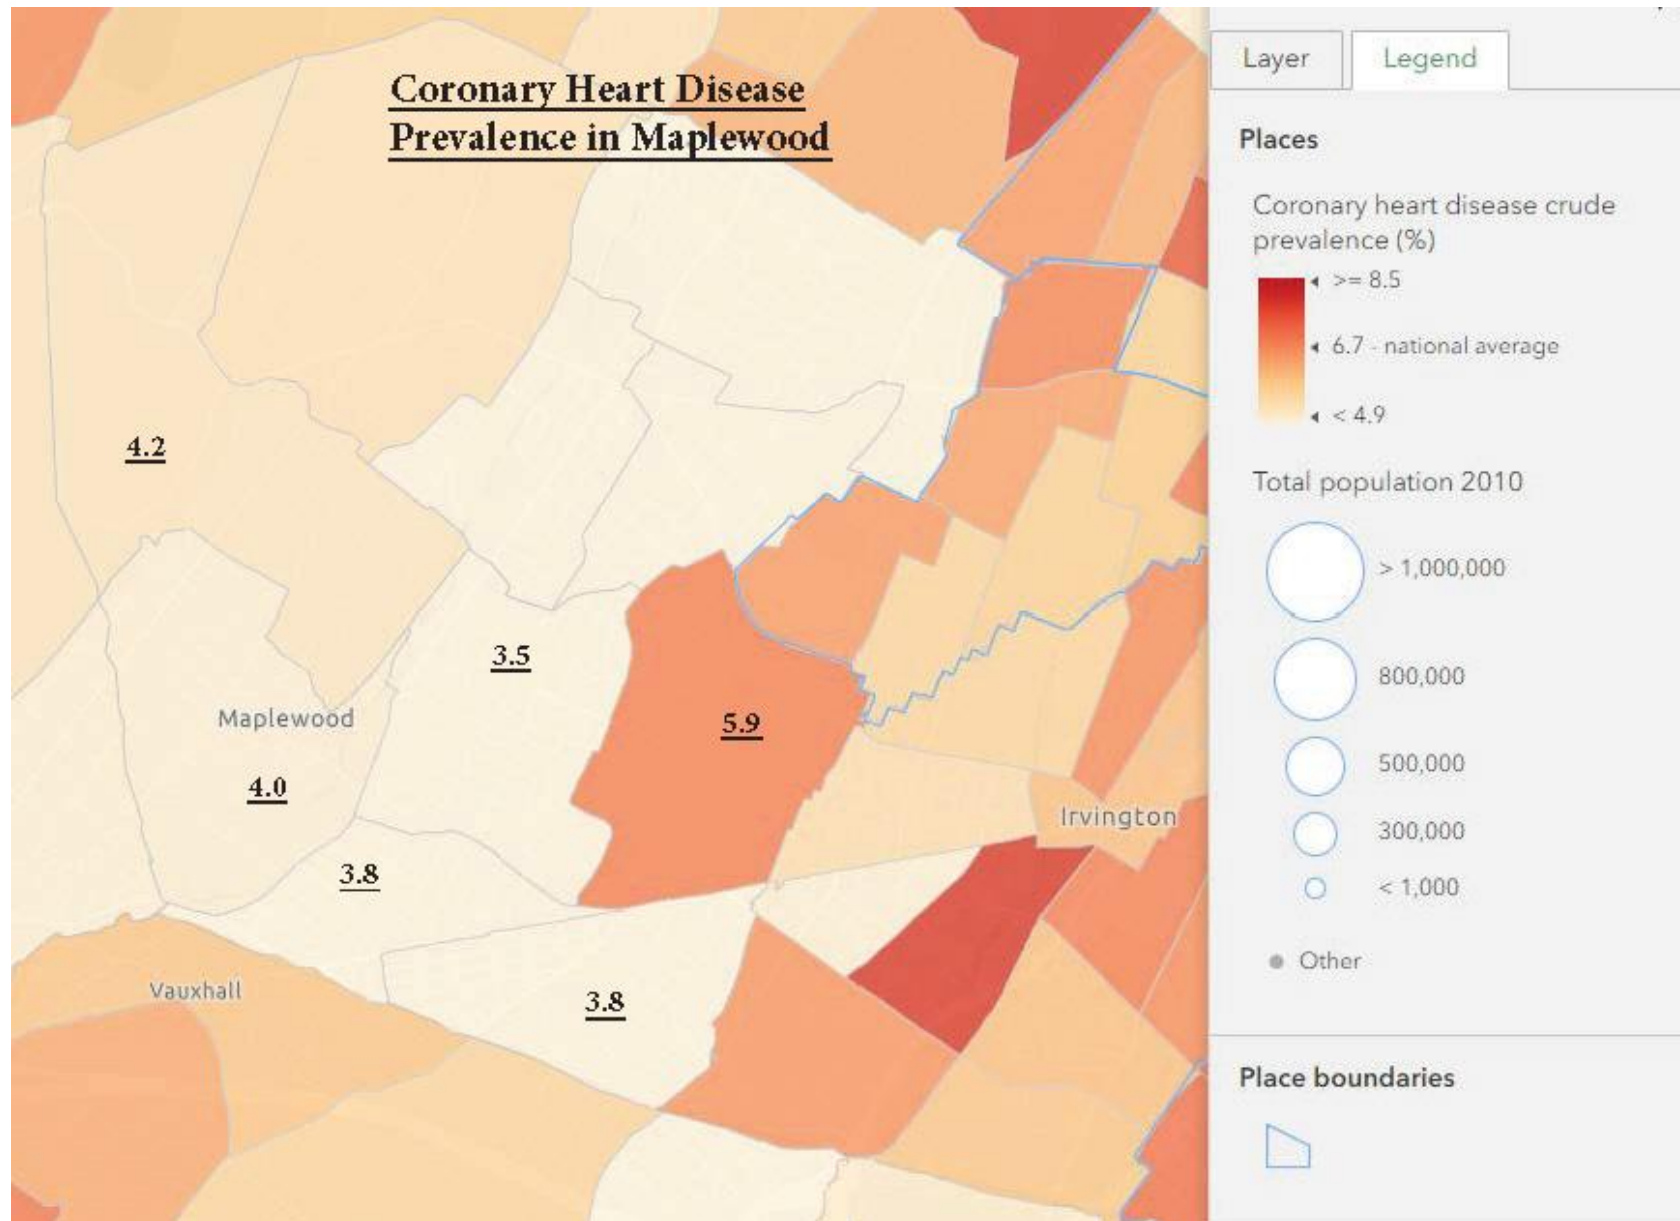 Coronary Heart Disease
Prevalence in Maplewood
4.2
3.5
5.9
Maplewood
4.0
Irvington
3.8
Vauxhall
3.8
Layer
Legend
Places
Coronary heart disease crude
prevalence (%)
>= 8.5
6.7 - national average
< 4.9
Total population 2010
> 1,000,000
800,000
500,000
300,000
< 1,000
Other
Place boundaries